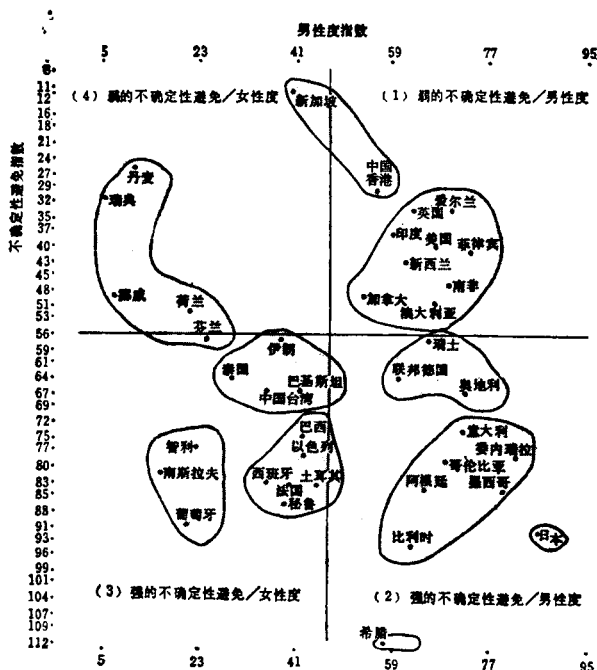 男性度指数
5 23 41 59 77 95
不确定性避免指数
8
11
12
16
18
21
24
27
29
32
35
37
40
43
45
48
51
53
56
59
61
64
67
69
72
75
77
80
83
85
88
91
93
96
99
101
104
107
109
112
(4) 弱的不确定性避免/女性度
(1) 弱的不确定性避免/男性度
新加坡
中国
香港
丹麦
瑞典
挪威
荷兰
芬兰
爱尔兰
英国
印度
美国
菲律宾
新西兰
南非
加拿大
澳大利亚
伊朗
泰国
巴基斯坦
中国台湾
瑞士
联邦德国
奥地利
巴西
以色列
智利
南斯拉夫
葡萄牙
西班牙
土耳其
法国
秘鲁
意大利
委内瑞拉
哥伦比亚
阿根廷
墨西哥
比利时
日本
(3) 强的不确定性避免/女性度
(2) 强的不确定性避免/男性度
希腊
5 23 41 59 77 95